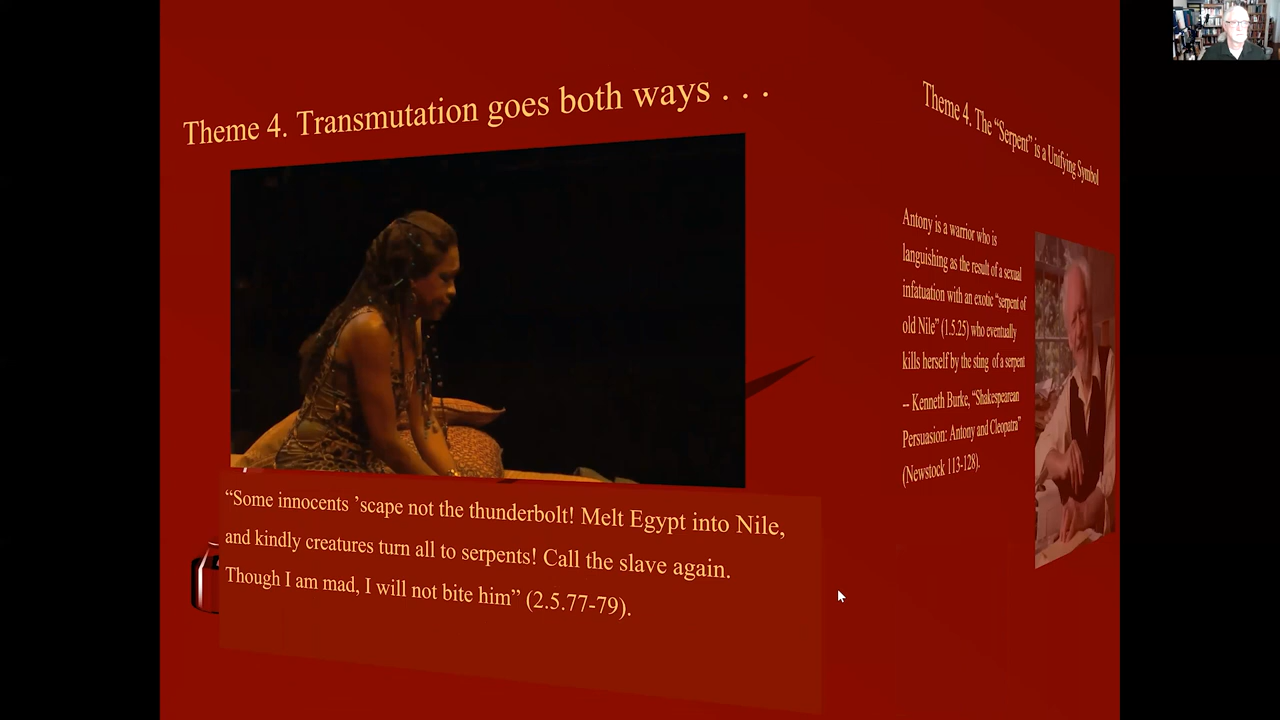 Theme 4. Transmutation goes both ways . . .
“Some innocents ’scape not the thunderbolt! Melt Egypt into Nile,
and kindly creatures turn all to serpents! Call the slave again.
Though I am mad, I will not bite him” (2.5.77-79).
Theme 4. The “Serpent” is a Unifying Symbol
Antony is a warrior who is
languishing as the result of a sexual
infatuation with an exotic “serpent of
old Nile” (1.5.25) who eventually
kills herself by the sting of a serpent
-- Kenneth Burke, “Shakespearean
Persuasion: Antony and Cleopatra”
(Newstock 113-128).